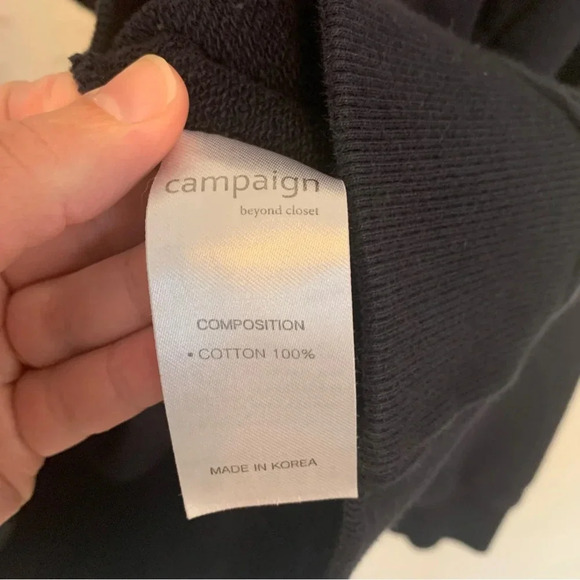 campaign
beyond closet
COMPOSITION
• COTTON 100%
MADE IN KOREA